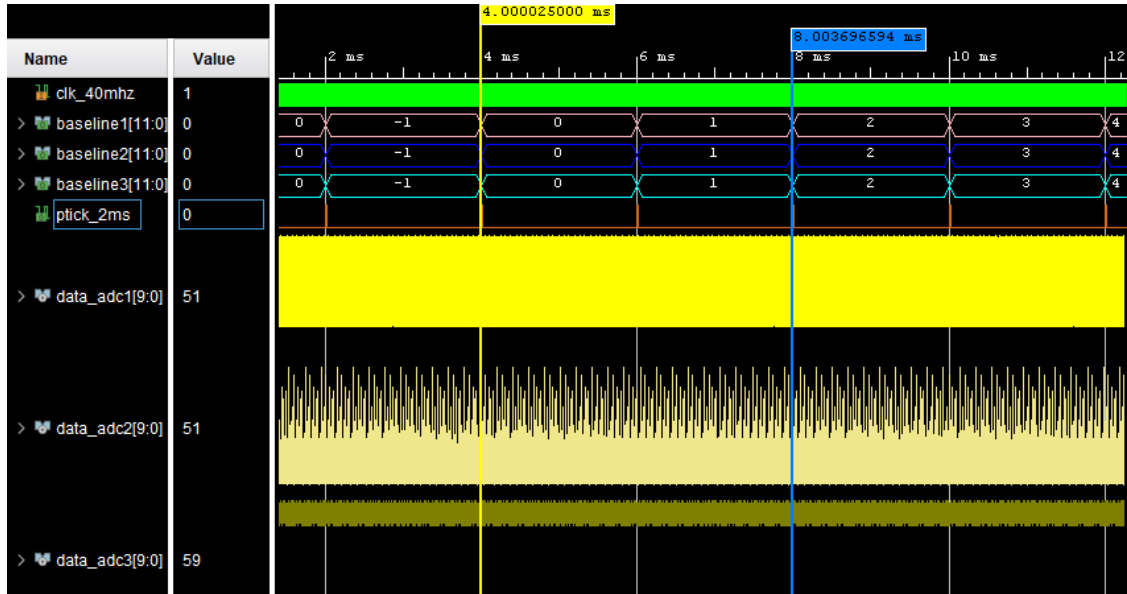 4.000025000 ms
8.003696594 ms
Name Value
2 ms 4 ms 6 ms 8 ms 10 ms 12
clk_40mhz 1
baseline1[11:0] 0 0 -1 0 1 2 3 4
baseline2[11:0] 0 0 -1 0 1 2 3 4
baseline3[11:0] 0 0 -1 0 1 2 3 4
ptick_2ms 0
data_adc1[9:0] 51
data_adc2[9:0] 51
data_adc3[9:0] 59